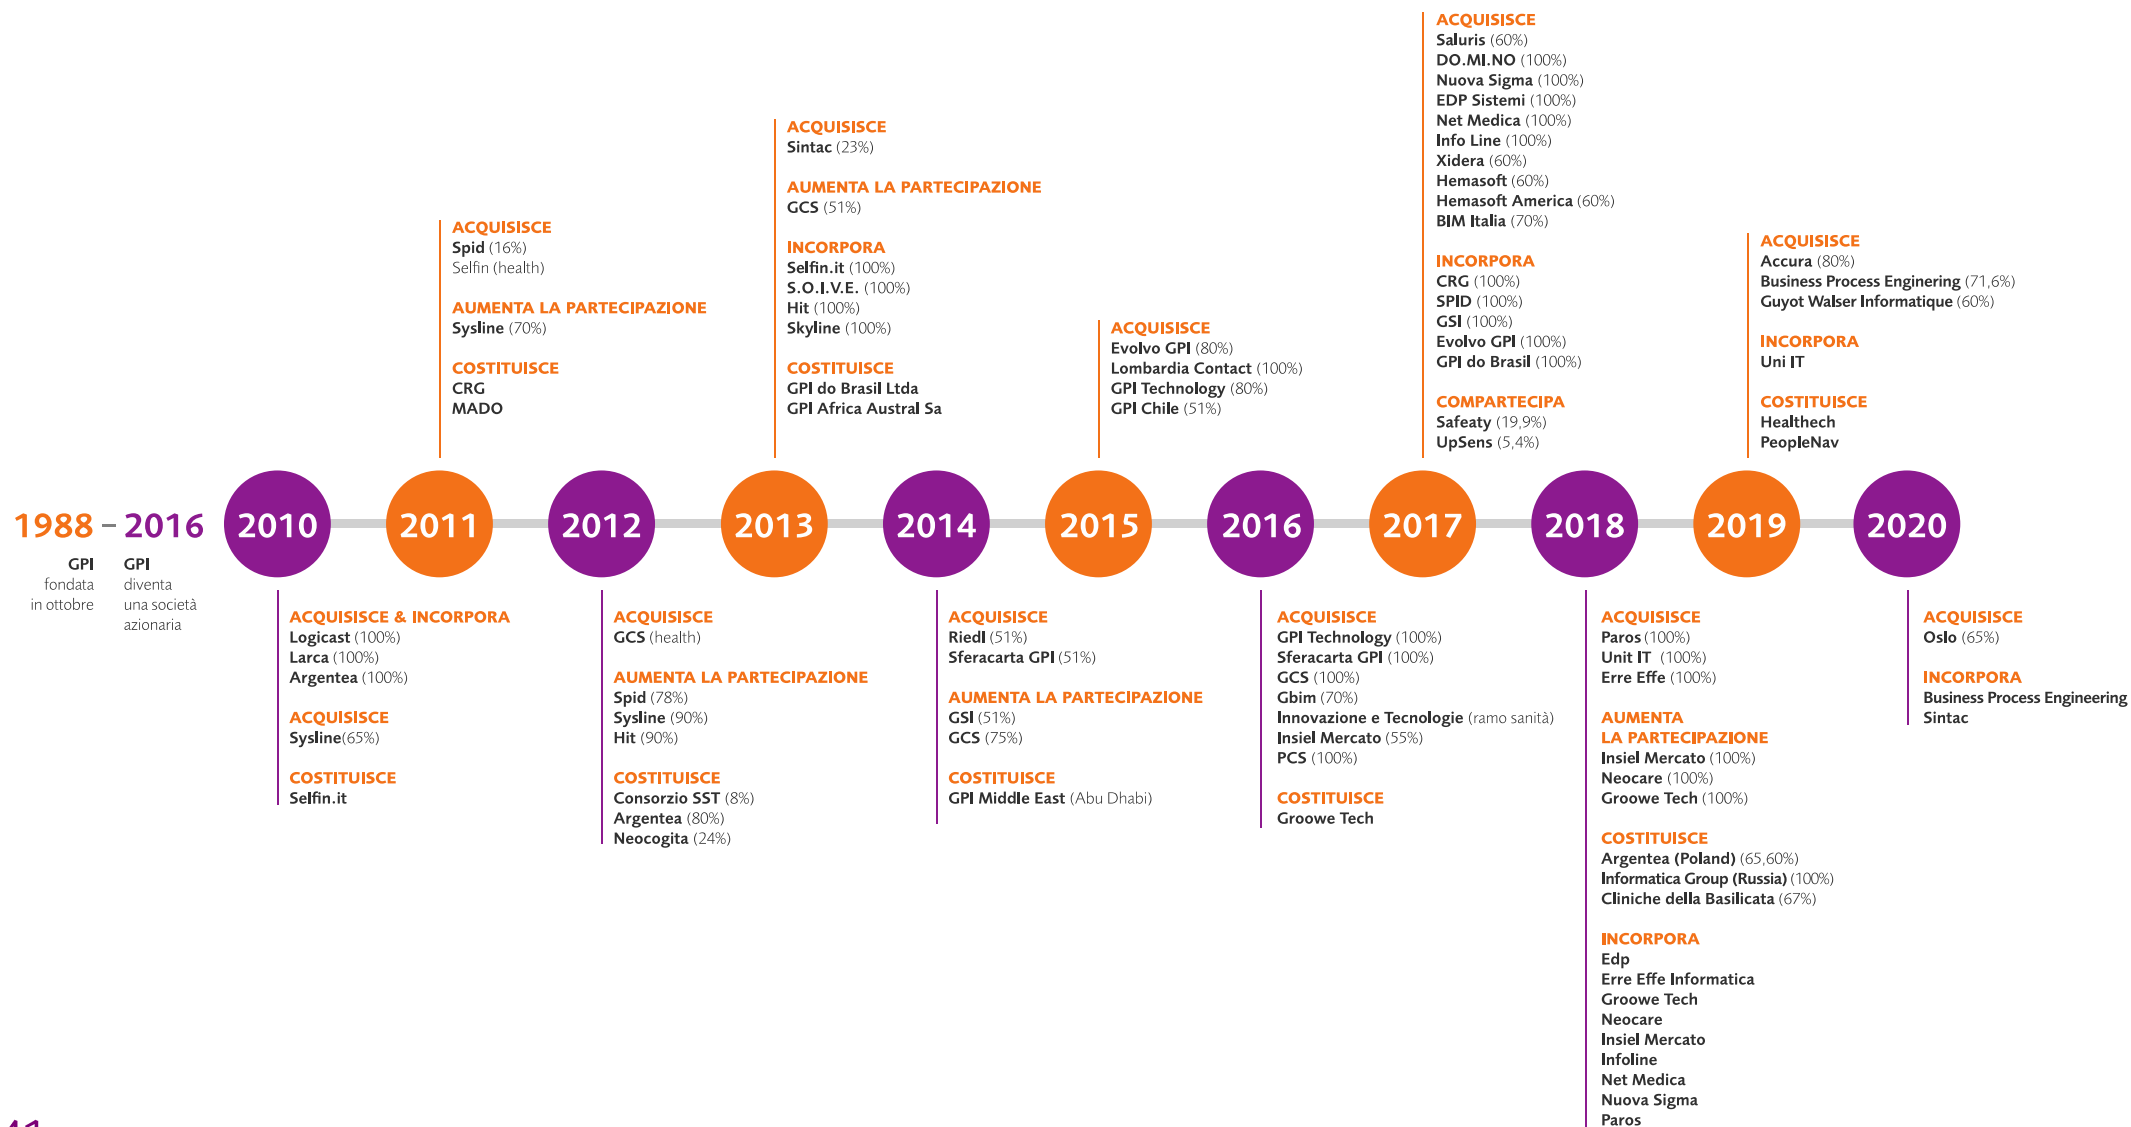 1988 – 2016
GPI
fondata
in ottobre
GPI
diventa
una società
azionaria
2010
ACQUISISCE & INCORPORA
Logicast (100%)
Larca (100%)
Argentea (100%)
ACQUISISCE
Sysline(65%)
COSTITUISCE
Selfin.it
2011
ACQUISISCE
Spid (16%)
Selfin (health)
AUMENTA LA PARTECIPAZIONE
Sysline (70%)
COSTITUISCE
CRG
MADO
2012
ACQUISISCE
GCS (health)
AUMENTA LA PARTECIPAZIONE
Spid (78%)
Sysline (90%)
Hit (90%)
COSTITUISCE
Consorzio SST (8%)
Argentea (80%)
Neocogita (24%)
2013
ACQUISISCE
Sintac (23%)
AUMENTA LA PARTECIPAZIONE
GCS (51%)
INCORPORA
Selfin.it (100%)
S.O.I.V.E. (100%)
Hit (100%)
Skyline (100%)
COSTITUISCE
GPI do Brasil Ltda
GPI Africa Austral Sa
2014
ACQUISISCE
Riedl (51%)
Sferacarta GPI (51%)
AUMENTA LA PARTECIPAZIONE
GSI (51%)
GCS (75%)
COSTITUISCE
GPI Middle East (Abu Dhabi)
2015
ACQUISISCE
Evolvo GPI (80%)
Lombardia Contact (100%)
GPI Technology (80%)
GPI Chile (51%)
2016
ACQUISISCE
GPI Technology (100%)
Sferacarta GPI (100%)
GCS (100%)
Gbim (70%)
Innovazione e Tecnologie (ramo sanità)
Insiel Mercato (55%)
PCS (100%)
COSTITUISCE
Groowe Tech
2017
ACQUISISCE
Saluris (60%)
DO.MI.NO (100%)
Nuova Sigma (100%)
EDP Sistemi (100%)
Net Medica (100%)
Info Line (100%)
Xidera (60%)
Hemasoft (60%)
Hemasoft America (60%)
BIM Italia (70%)
INCORPORA
CRG (100%)
SPID (100%)
GSI (100%)
Evolvo GPI (100%)
GPI do Brasil (100%)
COMPARTECIPA
Safeaty (19,9%)
UpSens (5,4%)
2018
ACQUISISCE
Paros (100%)
Unit IT (100%)
Erre Effe (100%)
AUMENTA
LA PARTECIPAZIONE
Insiel Mercato (100%)
Neocare (100%)
Groowe Tech (100%)
COSTITUISCE
Argentea (Poland) (65,60%)
Informatica Group (Russia) (100%)
Cliniche della Basilicata (67%)
INCORPORA
Edp
Erre Effe Informatica
Groowe Tech
Neocare
Insiel Mercato
Infoline
Net Medica
Nuova Sigma
Paros
2019
ACQUISISCE
Accura (80%)
Business Process Enginering (71,6%)
Guyot Walser Informatique (60%)
INCORPORA
Uni IT
COSTITUISCE
Healthech
PeopleNav
2020
ACQUISISCE
Oslo (65%)
INCORPORA
Business Process Engineering
Sintac